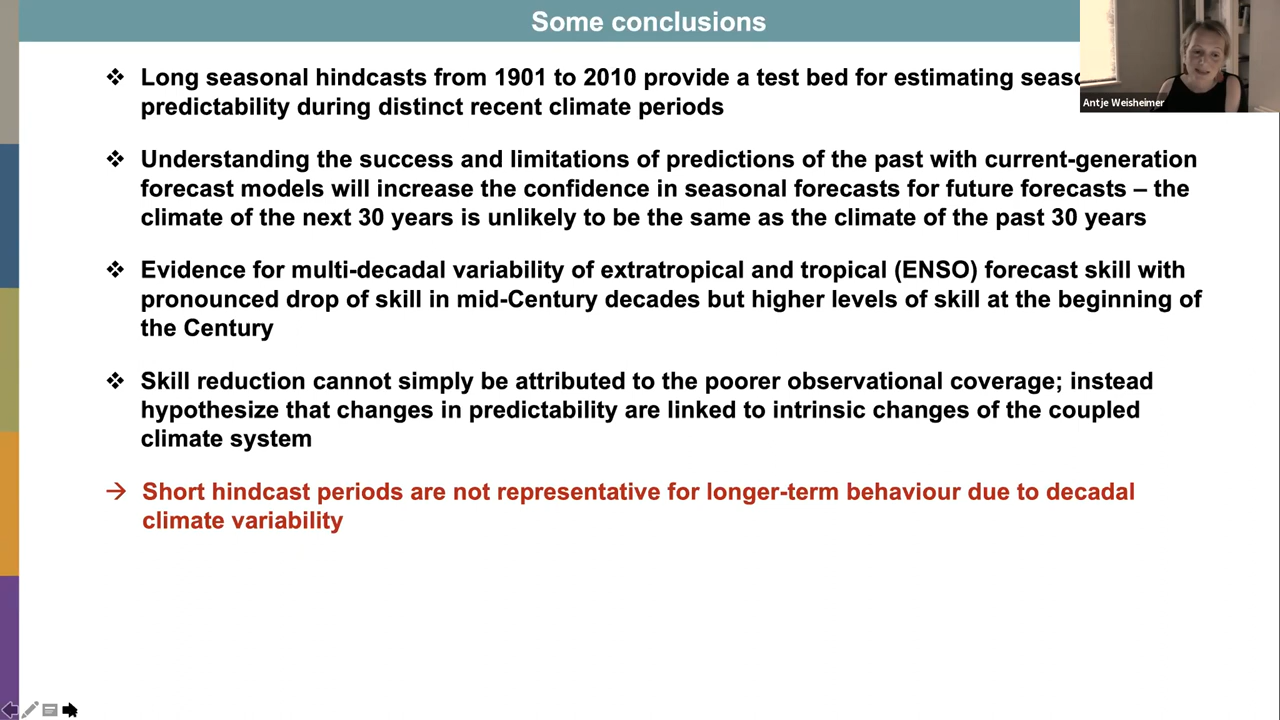 Some conclusions
❖ Long seasonal hindcasts from 1901 to 2010 provide a test bed for estimating
predictability during distinct recent climate periods
❖ Understanding the success and limitations of predictions of the past with current-generation
forecast models will increase the confidence in seasonal forecasts for future forecasts – the
climate of the next 30 years is unlikely to be the same as the climate of the past 30 years
❖ Evidence for multi-decadal variability of extratropical and tropical (ENSO) forecast skill with
pronounced drop of skill in mid-Century decades but higher levels of skill at the beginning of
the Century
❖ Skill reduction cannot simply be attributed to the poorer observational coverage; instead
hypothesize that changes in predictability are linked to intrinsic changes of the coupled
climate system
→ Short hindcast periods are not representative for longer-term behaviour due to decadal
climate variability
Antje Weisheimer